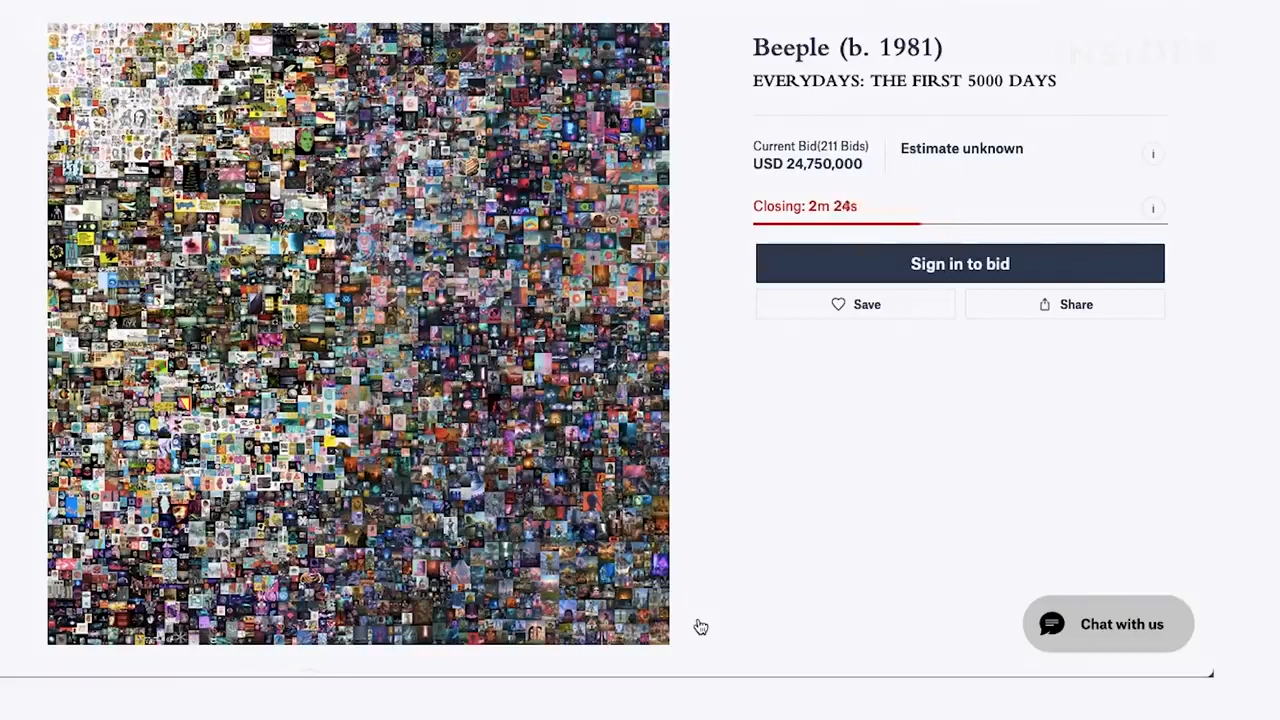 Beeple (b. 1981)
EVERYDAYS: THE FIRST 5000 DAYS
Current Bid(211 Bids)
USD 24,750,000
Estimate unknown
i
Closing: 2m 24s
i
Sign in to bid
Save
Share
Chat with us